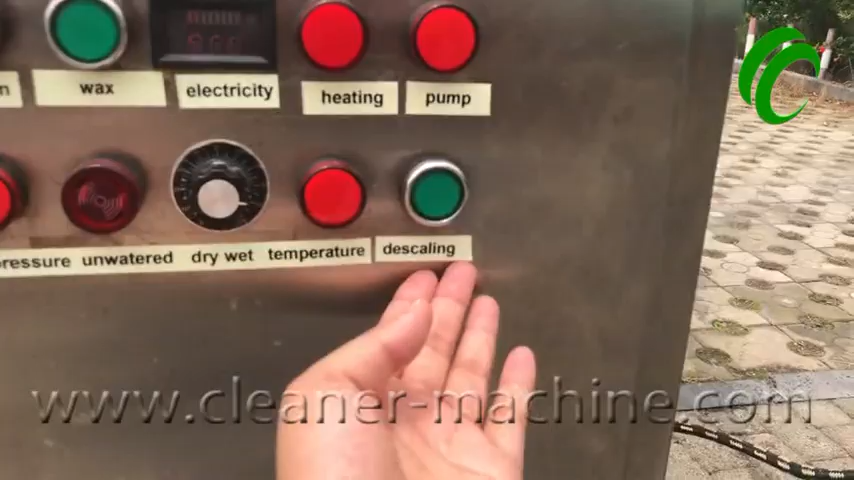 wax electricity heating pump
ressure unwatered dry wet temperature descaling
www.cleaner-machine.com